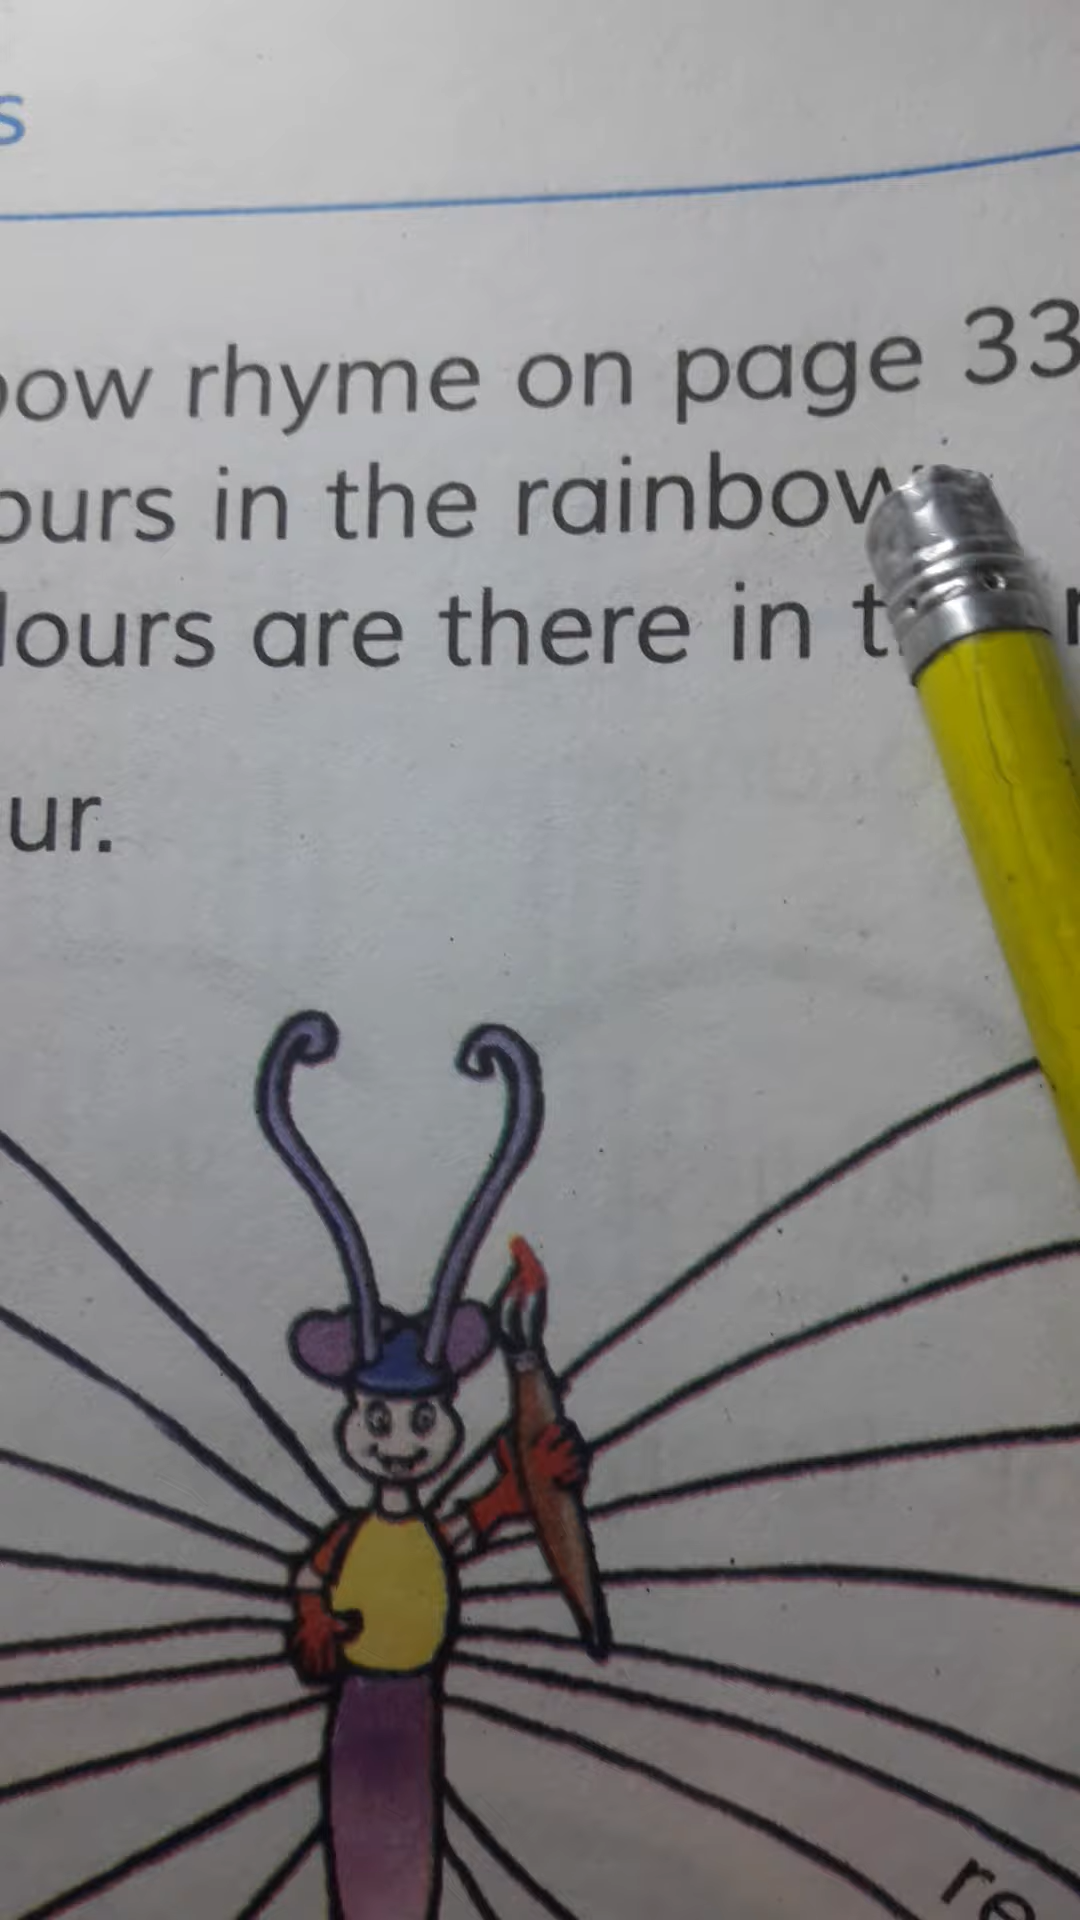 s
ow rhyme on page 33
ours in the rainbow
lours are there in
ur.
re